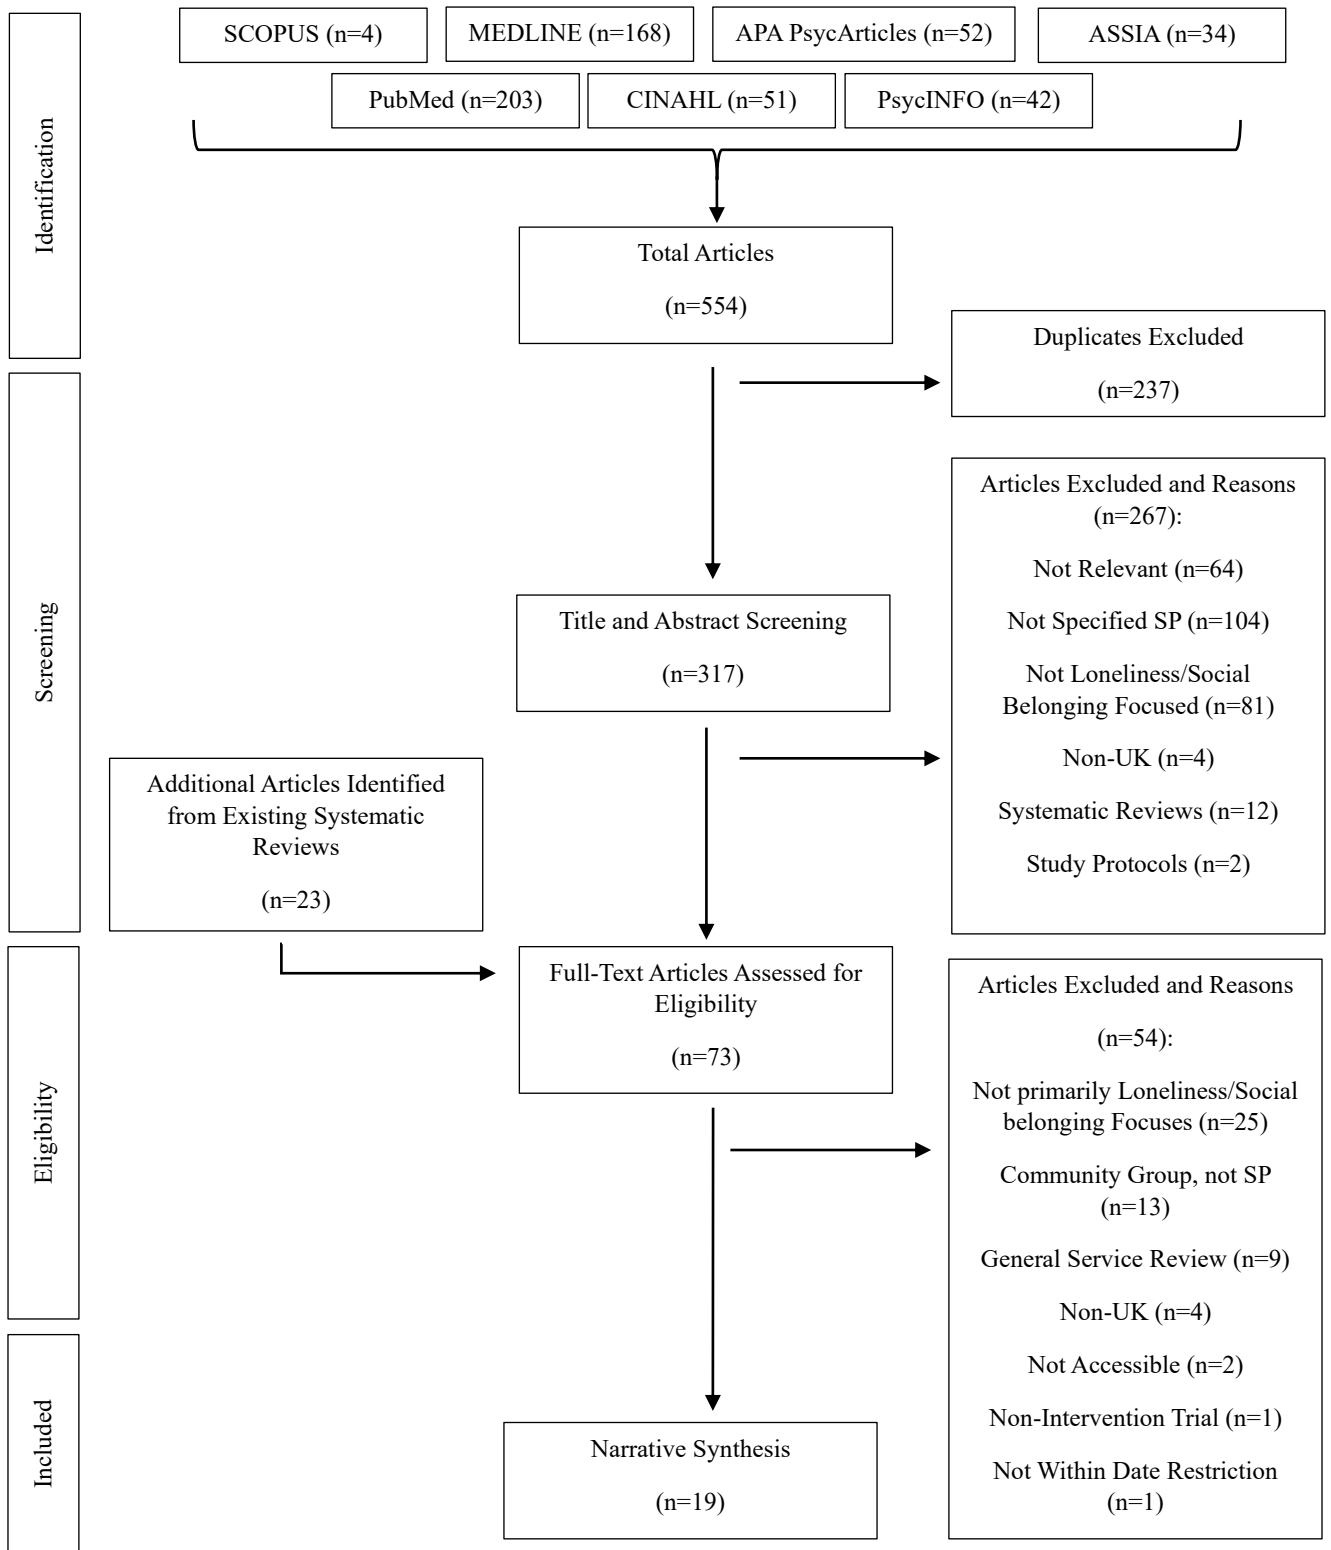 SCOPUS (n=4)
MEDLINE (n=168)
APA PsycArticles (n=52)
ASSIA (n=34)
PubMed (n=203)
CINAHL (n=51)
PsycINFO (n=42)
Identification
Total Articles
(n=554)
Duplicates Excluded
(n=237)
Screening
Articles Excluded and Reasons
(n=267):
Not Relevant (n=64)
Not Specified SP (n=104)
Not Loneliness/Social
Belonging Focused (n=81)
Non-UK (n=4)
Systematic Reviews (n=12)
Study Protocols (n=2)
Title and Abstract Screening
(n=317)
Additional Articles Identified
from Existing Systematic
Reviews
(n=23)
Eligibility
Full-Text Articles Assessed for
Eligibility
(n=73)
Articles Excluded and Reasons
(n=54):
Not primarily Loneliness/Social
belonging Focuses (n=25)
Community Group, not SP
(n=13)
General Service Review (n=9)
Non-UK (n=4)
Not Accessible (n=2)
Non-Intervention Trial (n=1)
Not Within Date Restriction
(n=1)
Included
Narrative Synthesis
(n=19)